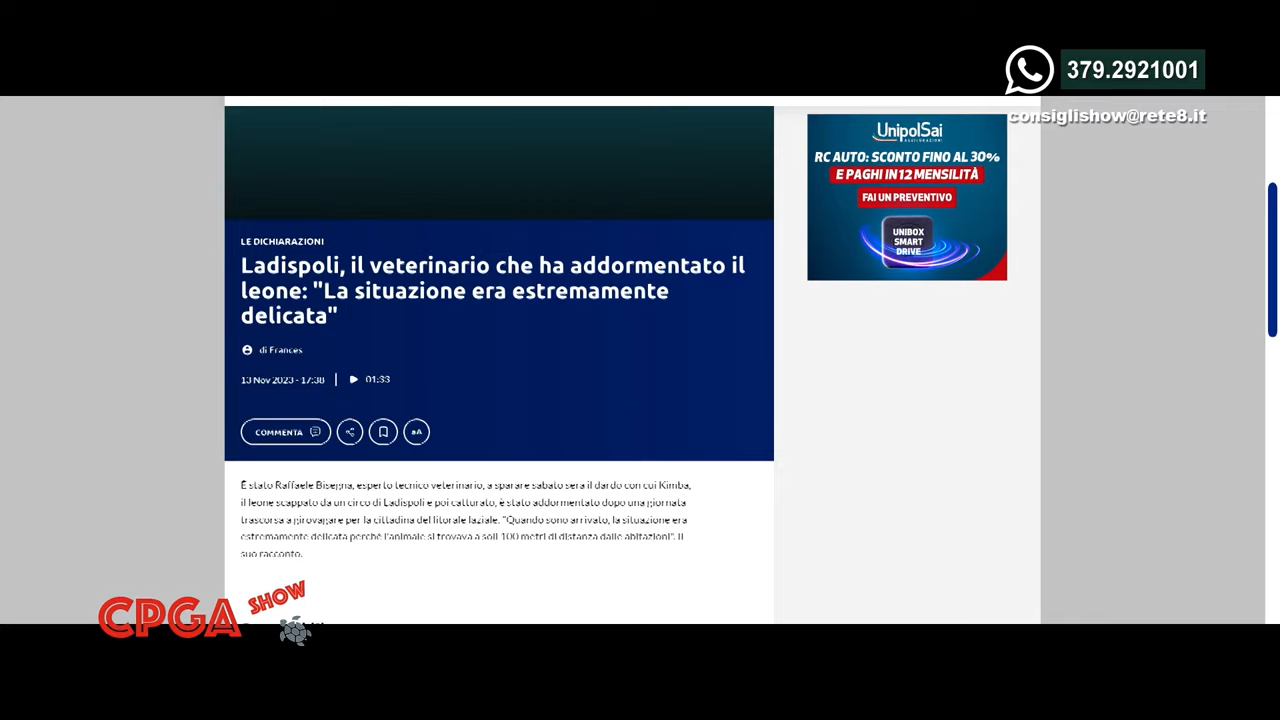 379.2921001
consiglishow@rete8.it
UnipolSai
ASSICURAZIONI
RC AUTO: SCONTO FINO AL 30%
E PAGHI IN 12 MENSILITÀ
FAI UN PREVENTIVO
UNIBOX
SMART
DRIVE
LE DICHIARAZIONI
Ladispoli, il veterinario che ha addormentato il
leone: "La situazione era estremamente
delicata"
di Frances
13 Nov 2023 - 17:38
01:33
COMMENTA
aA
È stato Raffaele Bisegna, esperto tecnico veterinario, a sparare sabato sera il dardo con cui Kimba,
il leone scappato da un circo di Ladispoli e poi catturato, è stato addormentato dopo una giornata
trascorsa a girovagare per la cittadina del litorale laziale. "Quando sono arrivato, la situazione era
estremamente delicata perché l'animale si trovava a soli 100 metri di distanza dalle abitazioni". Il
suo racconto.
CPGA SHOW